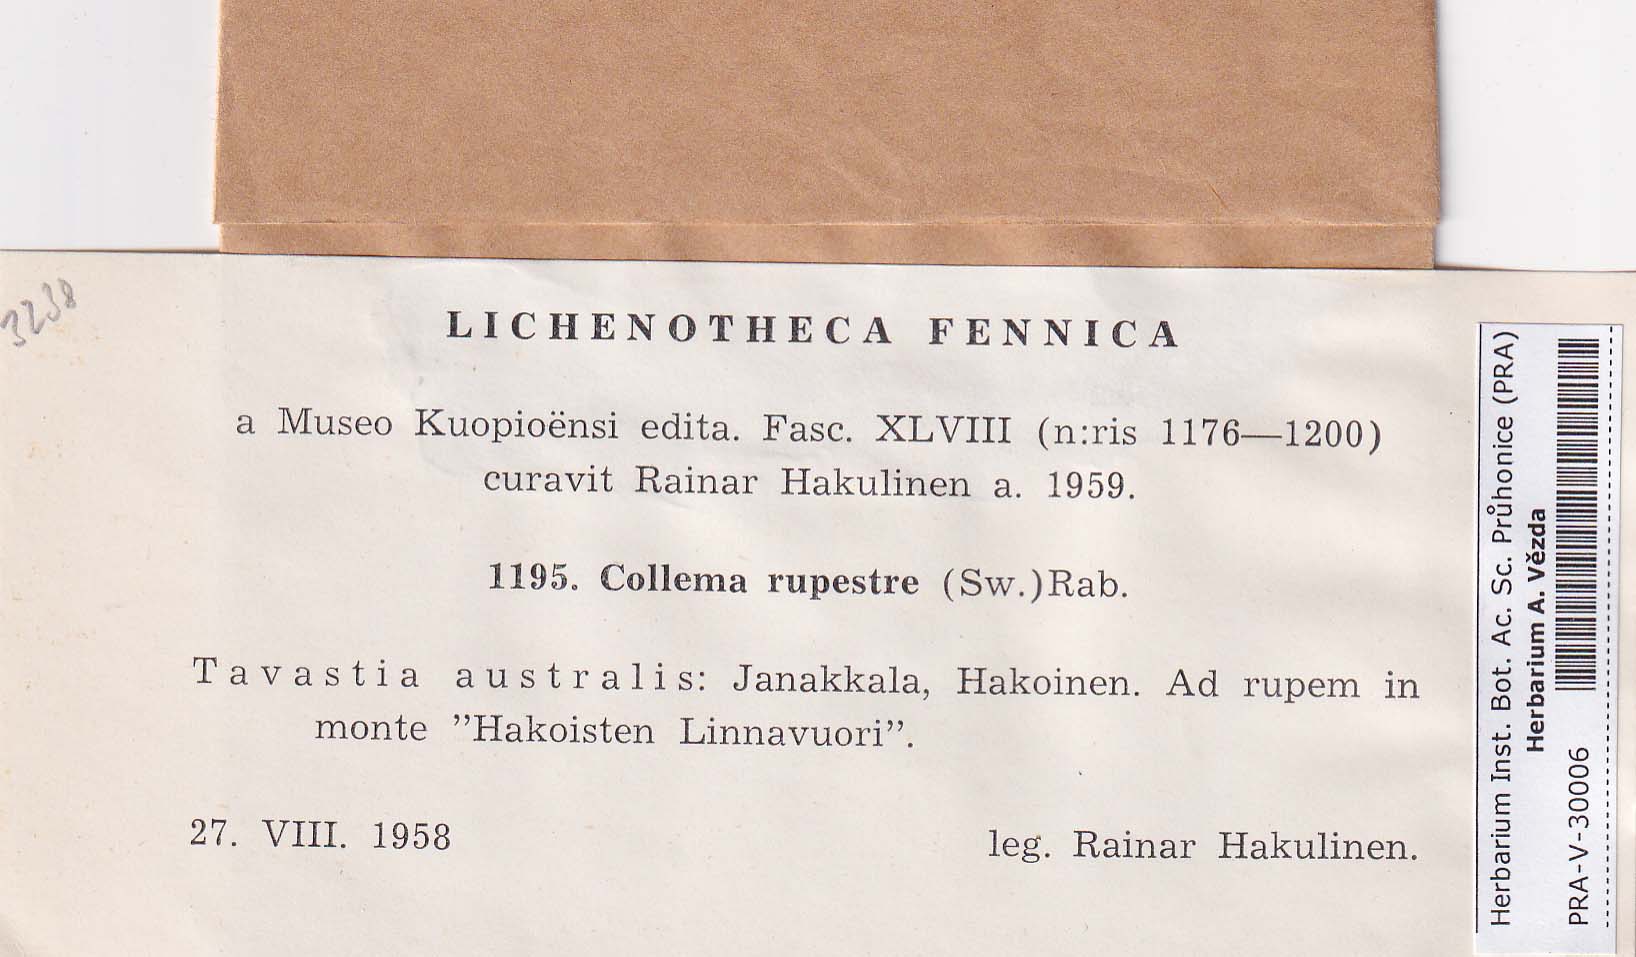 3238
LICHENOTHECA FENNICA
a Museo Kuopioënsi edita. Fasc. XLVIII (n:ris 1176—1200)
curavit Rainar Hakulinen a. 1959.
1195. Collema rupestre (Sw.)Rab.
Tavastia australis: Janakkala, Hakoinen. Ad rupem in
monte ”Hakoisten Linnavuori”.
27. VIII. 1958
leg. Rainar Hakulinen.
Herbarium Inst. Bot. Ac. Sc. Průhonice (PRA)
Herbarium A. Vězda
PRA-V-30006